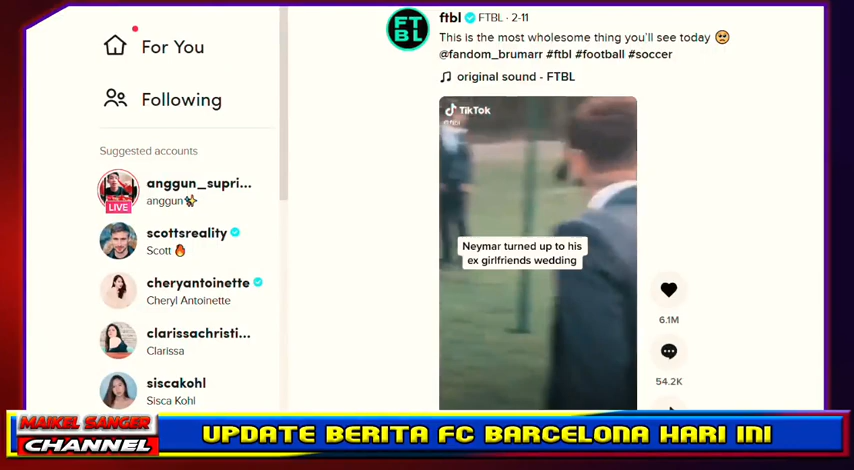 For You
Following
Suggested accounts
anggun_supri...
anggun
LIVE
scottsreality
Scott
cheryantoinette
Cheryl Antoinette
clarissachristi...
Clarissa
siscakohl
Sisca Kohl
FT
BL
ftbl FTBL · 2-11
This is the most wholesome thing you'll see today
@fandom_brumarr #ftbl #football #soccer
original sound - FTBL
TikTok
@ftbl
Neymar turned up to his
ex girlfriends wedding
6.1M
54.2K
MAIKEL SANGER
CHANNEL
UPDATE BERITA FC BARCELONA HARI INI